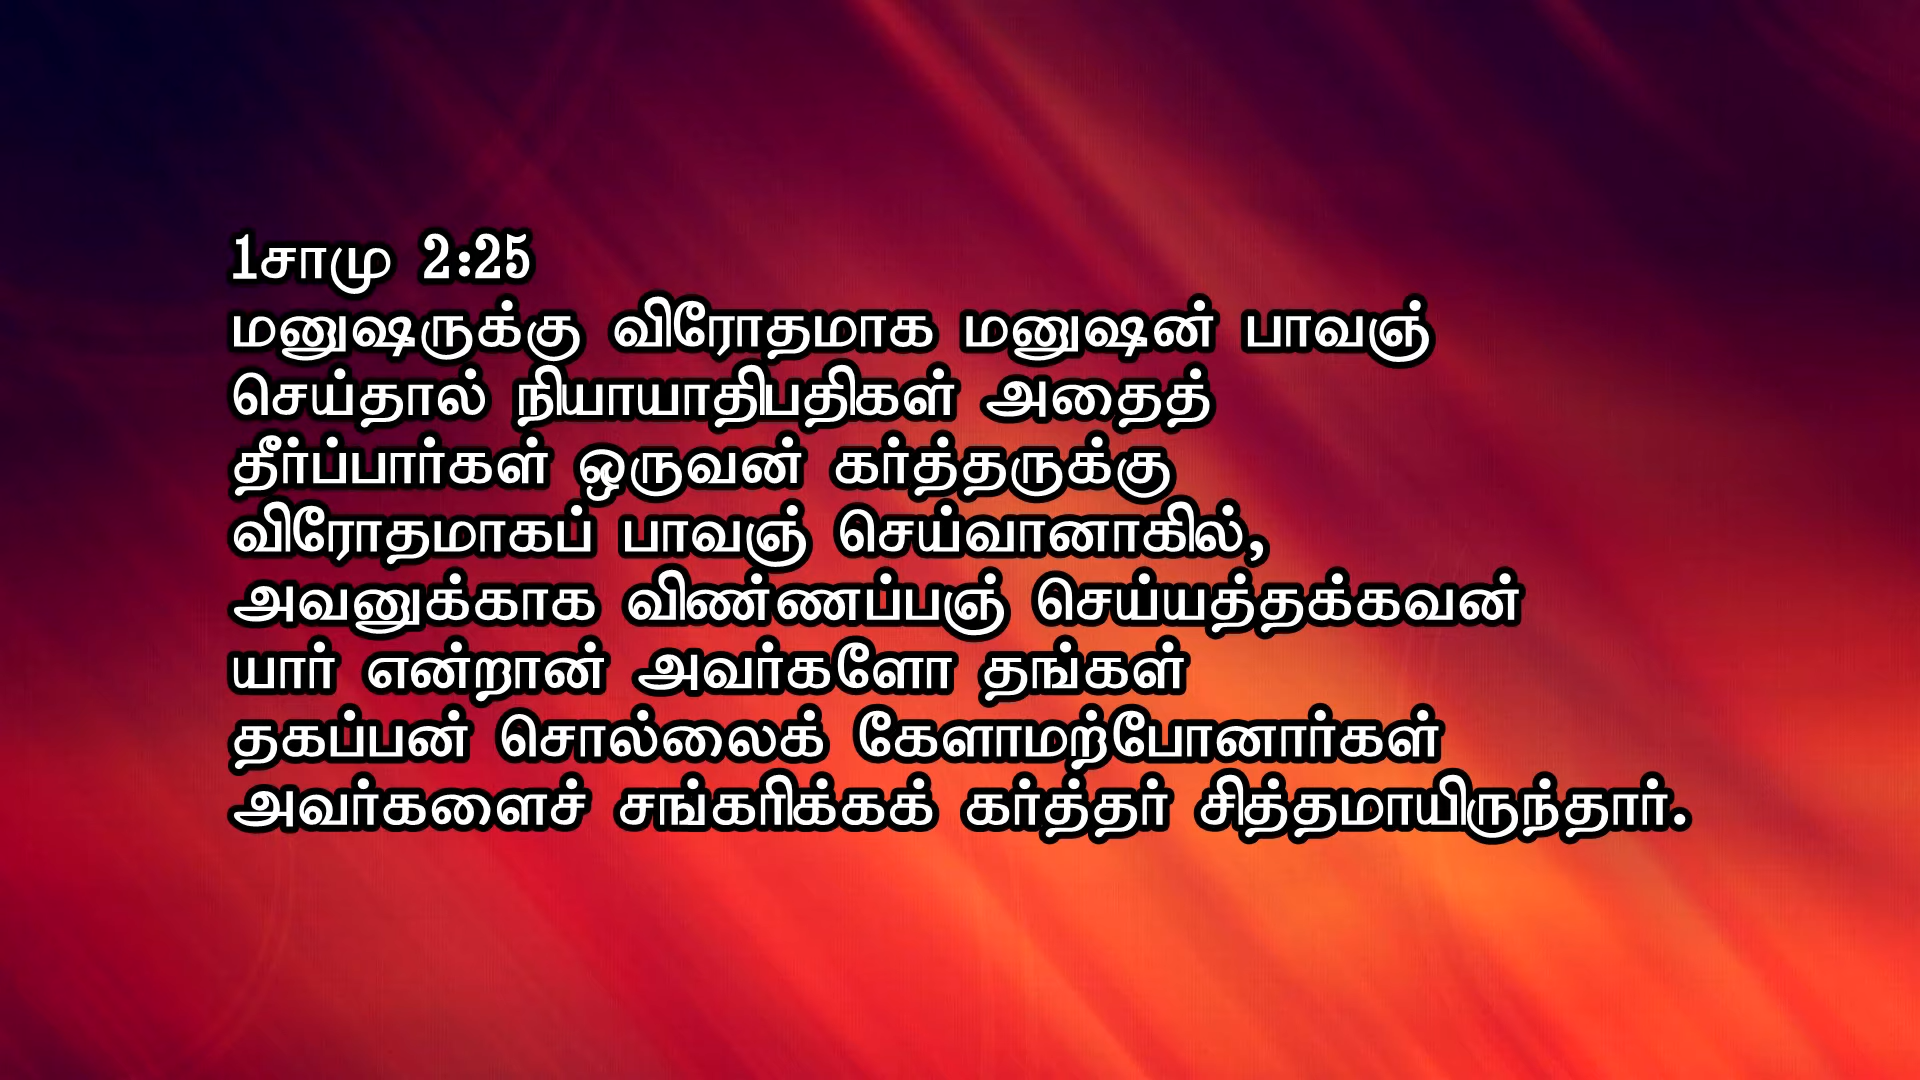 1சாமு 2:25
மனுஷருக்கு விரோதமாக மனுஷன் பாவஞ்
செய்தால் நியாயாதிபதிகள் அதைத்
தீர்ப்பார்கள் ஒருவன் கர்த்தருக்கு
விரோதமாகப் பாவஞ் செய்வானாகில்,
அவனுக்காக விண்ணப்பஞ் செய்யத்தக்கவன்
யார் என்றான் அவர்களோ தங்கள்
தகப்பன் சொல்லைக் கேளாமற்போனார்கள்
அவர்களைச் சங்கரிக்கக் கர்த்தர் சித்தமாயிருந்தார்.